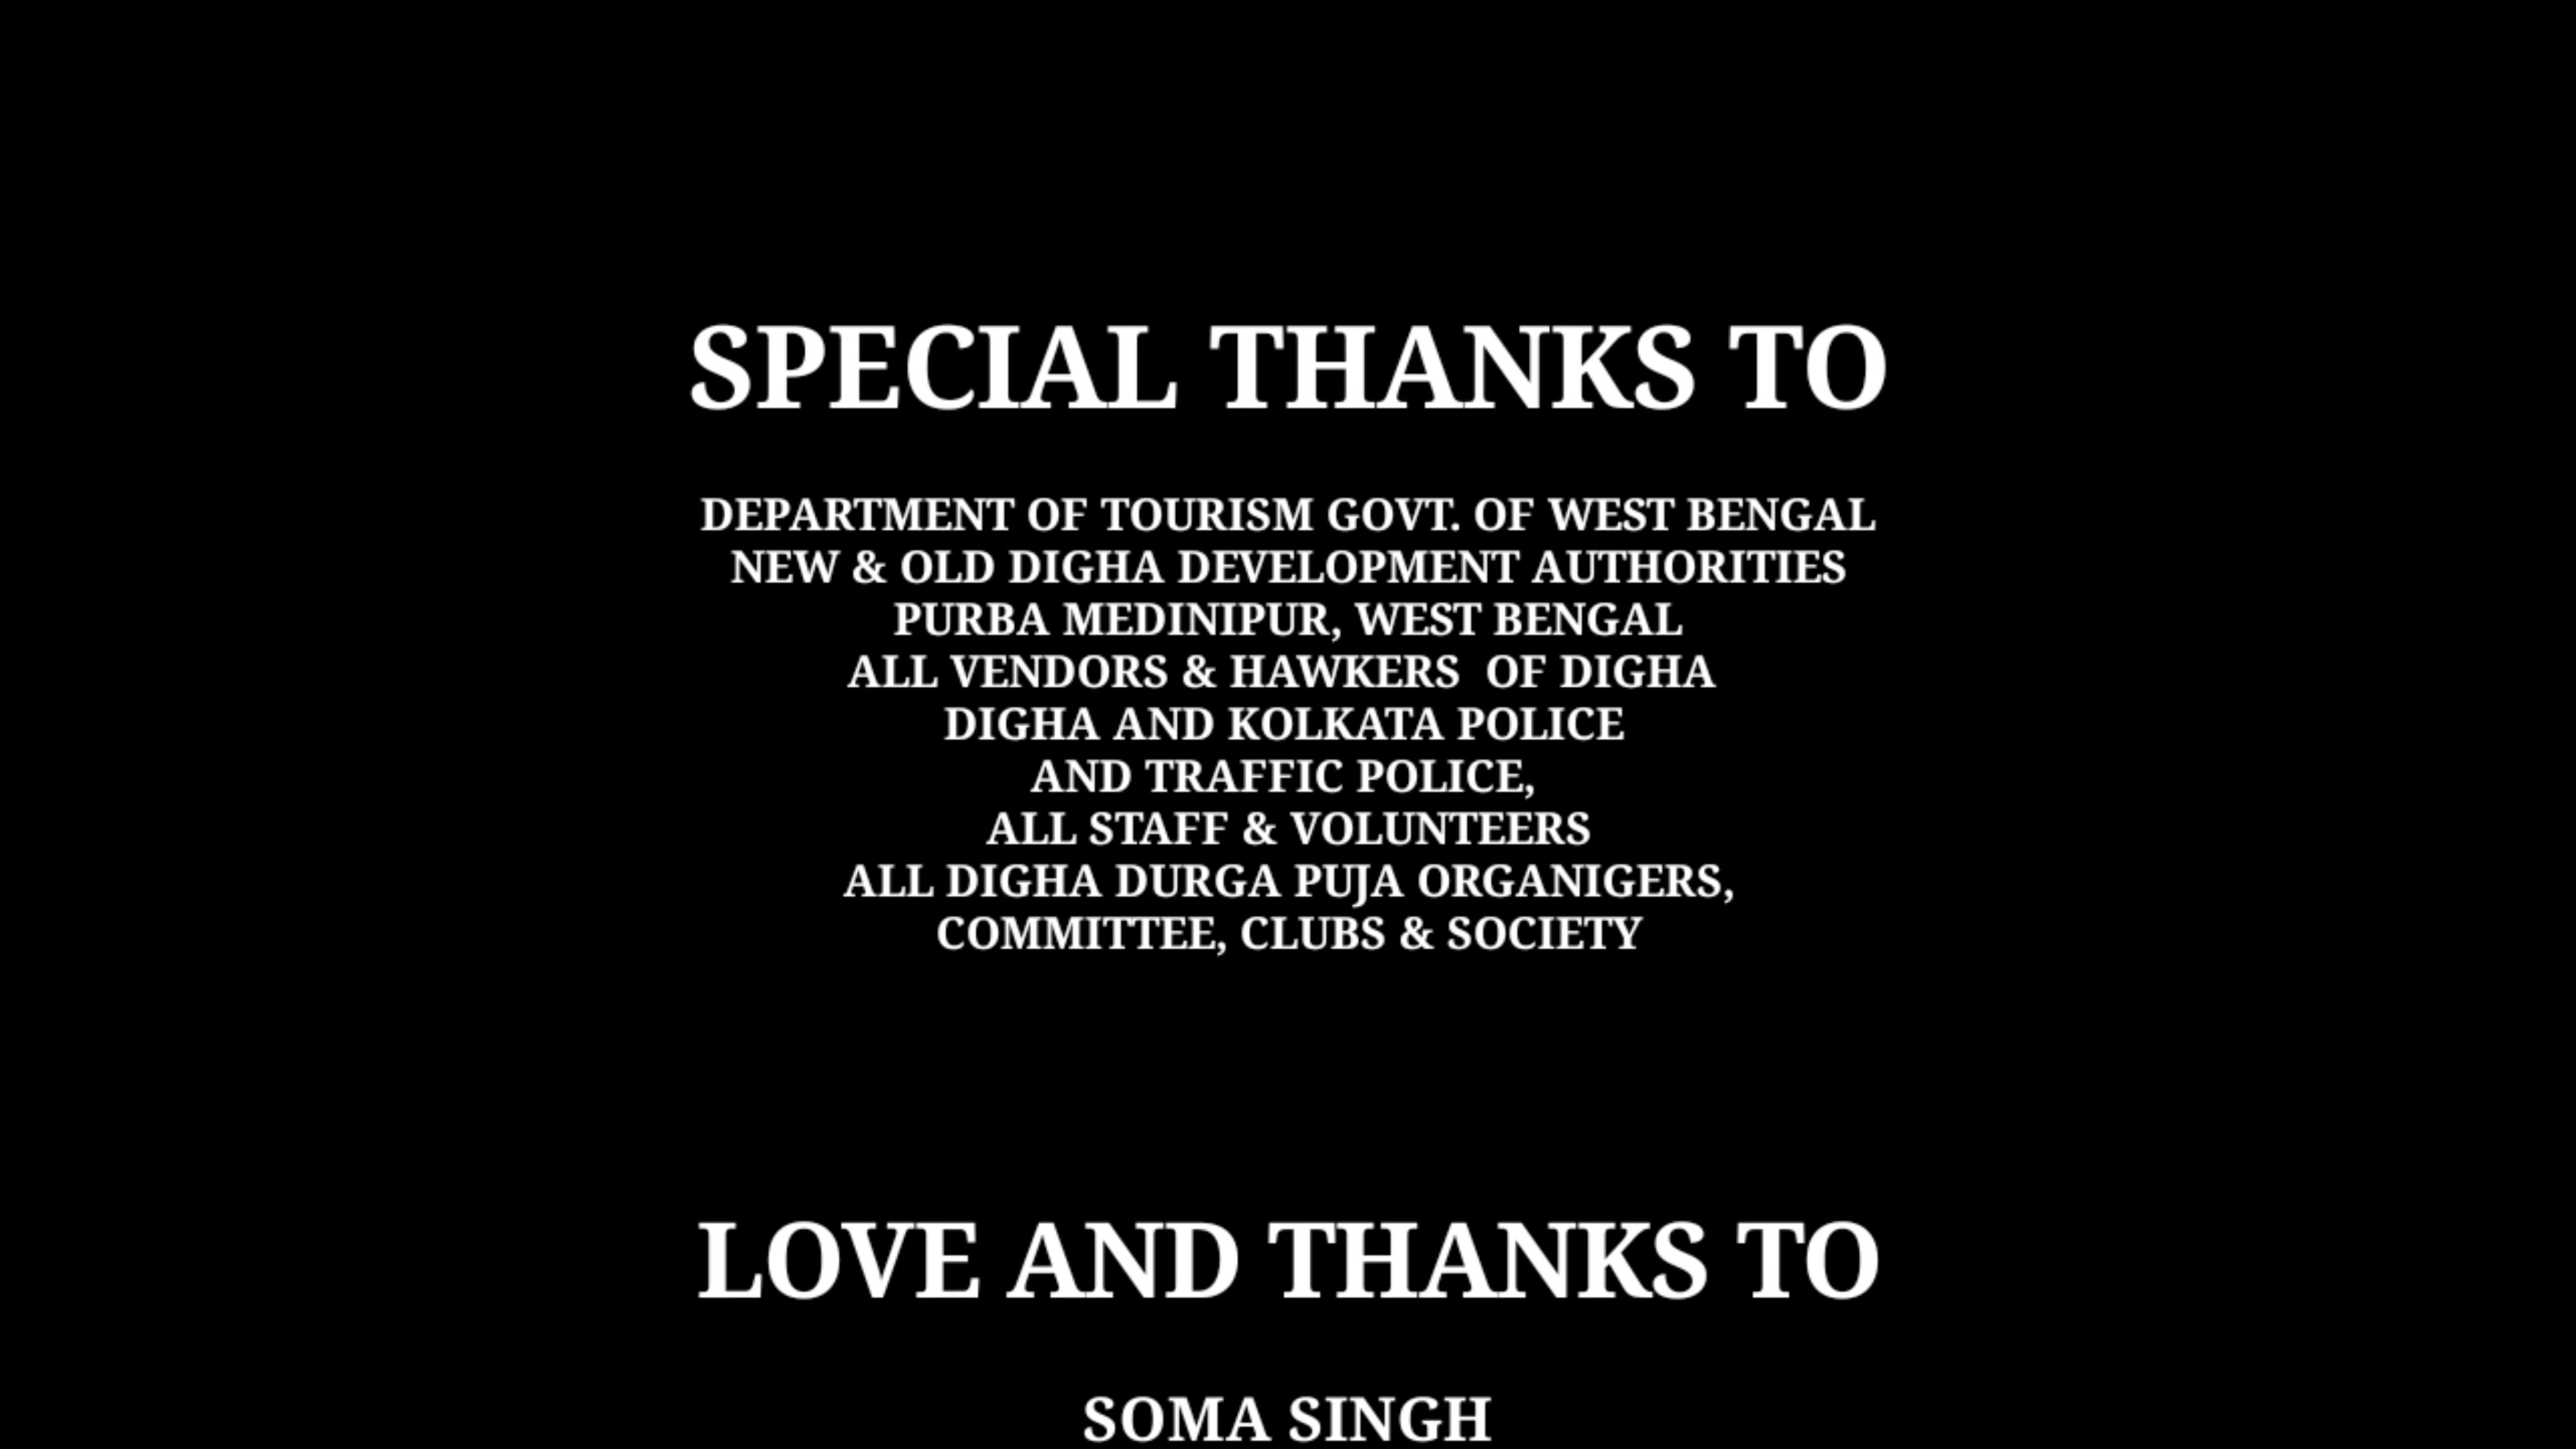 SPECIAL THANKS TO
DEPARTMENT OF TOURISM GOVT. OF WEST BENGAL
NEW & OLD DIGHA DEVELOPMENT AUTHORITIES
PURBA MEDINIPUR, WEST BENGAL
ALL VENDORS & HAWKERS  OF DIGHA
DIGHA AND KOLKATA POLICE
AND TRAFFIC POLICE,
ALL STAFF & VOLUNTEERS
ALL DIGHA DURGA PUJA ORGANIGERS,
COMMITTEE, CLUBS & SOCIETY
LOVE AND THANKS TO
SOMA SINGH